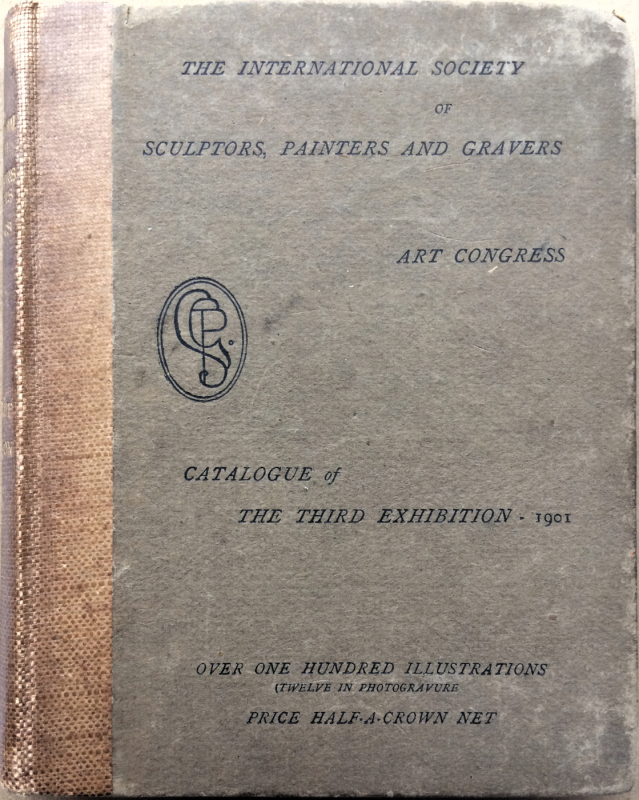 THE INTERNATIONAL SOCIETY
OF
SCULPTORS, PAINTERS AND GRAVERS
ART CONGRESS
CATALOGUE of
THE THIRD EXHIBITION - 1901
OVER ONE HUNDRED ILLUSTRATIONS
(TWELVE IN PHOTOGRAVURE
PRICE HALF-A-CROWN NET